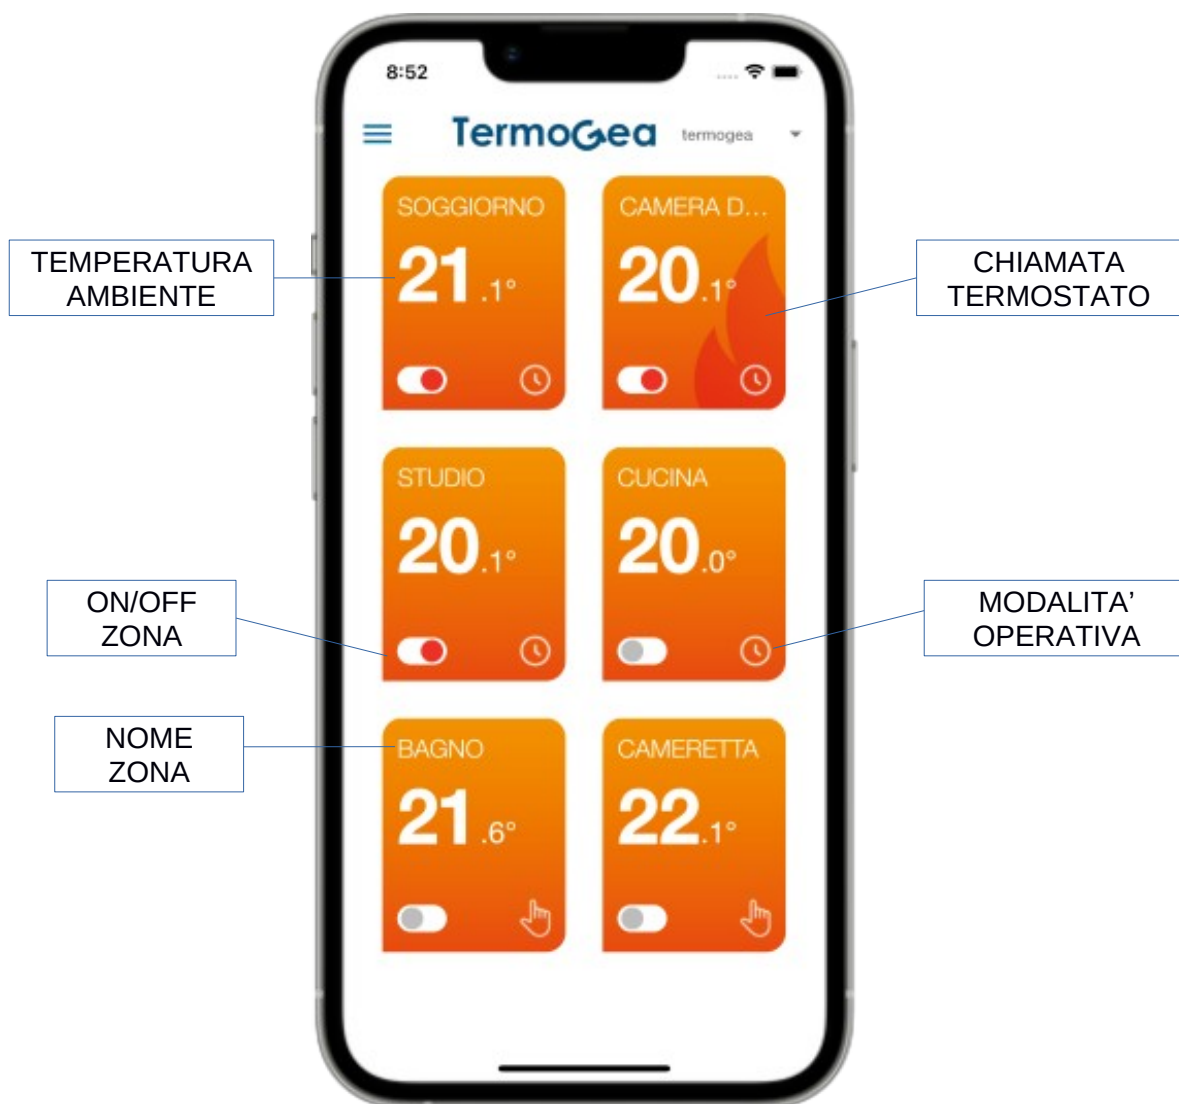 8:52
TermoGea
termogea
SOGGIORNO
21.1°
CAMERA D...
20.1°
TEMPERATURA
AMBIENTE
CHIAMATA
TERMOSTATO
STUDIO
20.1°
CUCINA
20.0°
ON/OFF
ZONA
MODALITA’
OPERATIVA
NOME
ZONA
BAGNO
21.6°
CAMERETTA
22.1°